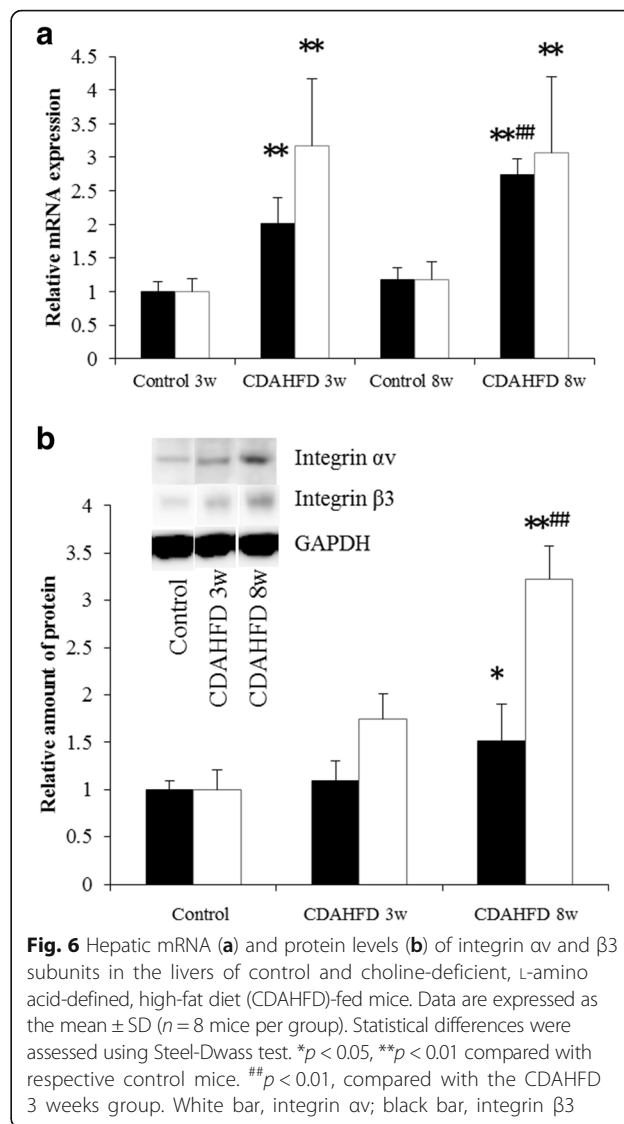 a
4.5
4
3.5
3
2.5
2
1.5
1
0.5
0
Relative mRNA expression
**
**
**##
**
Control 3w CDAHFD 3w Control 8w CDAHFD 8w
b
Integrin αv
Integrin β3
GAPDH
Control
CDAHFD 3w
CDAHFD 8w
4
3.5
3
2.5
2
1.5
1
0.5
0
Relative amount of protein
*
**##
Control CDAHFD 3w CDAHFD 8w
Fig. 6 Hepatic mRNA (a) and protein levels (b) of integrin αv and β3
subunits in the livers of control and choline-deficient, L-amino
acid-defined, high-fat diet (CDAHFD)-fed mice. Data are expressed as
the mean ± SD (n = 8 mice per group). Statistical differences were
assessed using Steel-Dwass test. *p < 0.05, **p < 0.01 compared with
respective control mice. ##p < 0.01, compared with the CDAHFD
3 weeks group. White bar, integrin αv; black bar, integrin β3